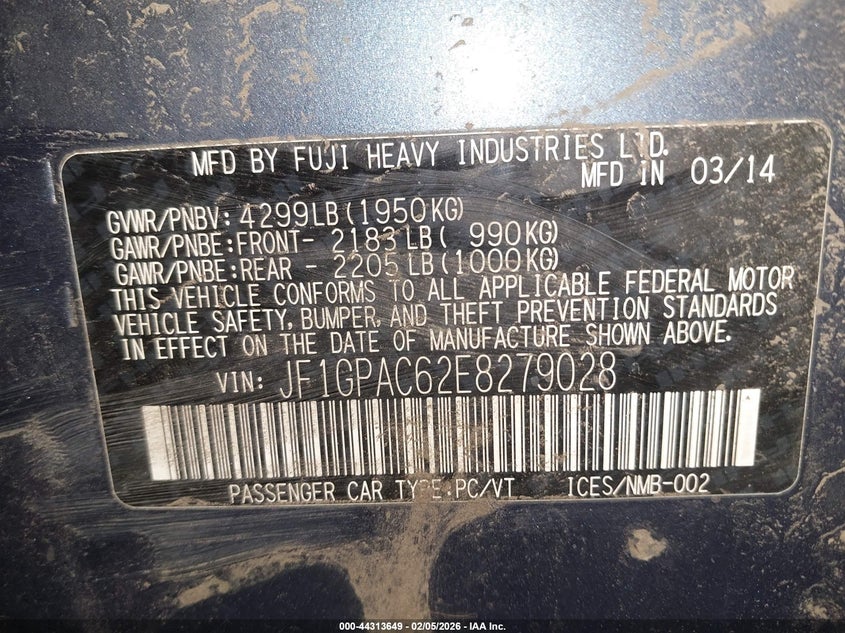 MFD BY FUJI HEAVY INDUSTRIES LTD.
MFD IN 03/14
GVWR/PNBV: 4299LB(1950KG)
GAWR/PNBE:FRONT- 2183LB( 990KG)
GAWR/PNBE:REAR - 2205LB(1000KG)
THIS VEHICLE CONFORMS TO ALL APPLICABLE FEDERAL MOTOR
VEHICLE SAFETY, BUMPER, AND THEFT PREVENTION STANDARDS
IN EFFECT ON THE DATE OF MANUFACTURE SHOWN ABOVE.
VIN: JF1GPAC62E8279028
PASSENGER CAR TYPE:PC/VT ICES/NMB-002
000-44313649 - 02/05/2026 - IAA Inc.